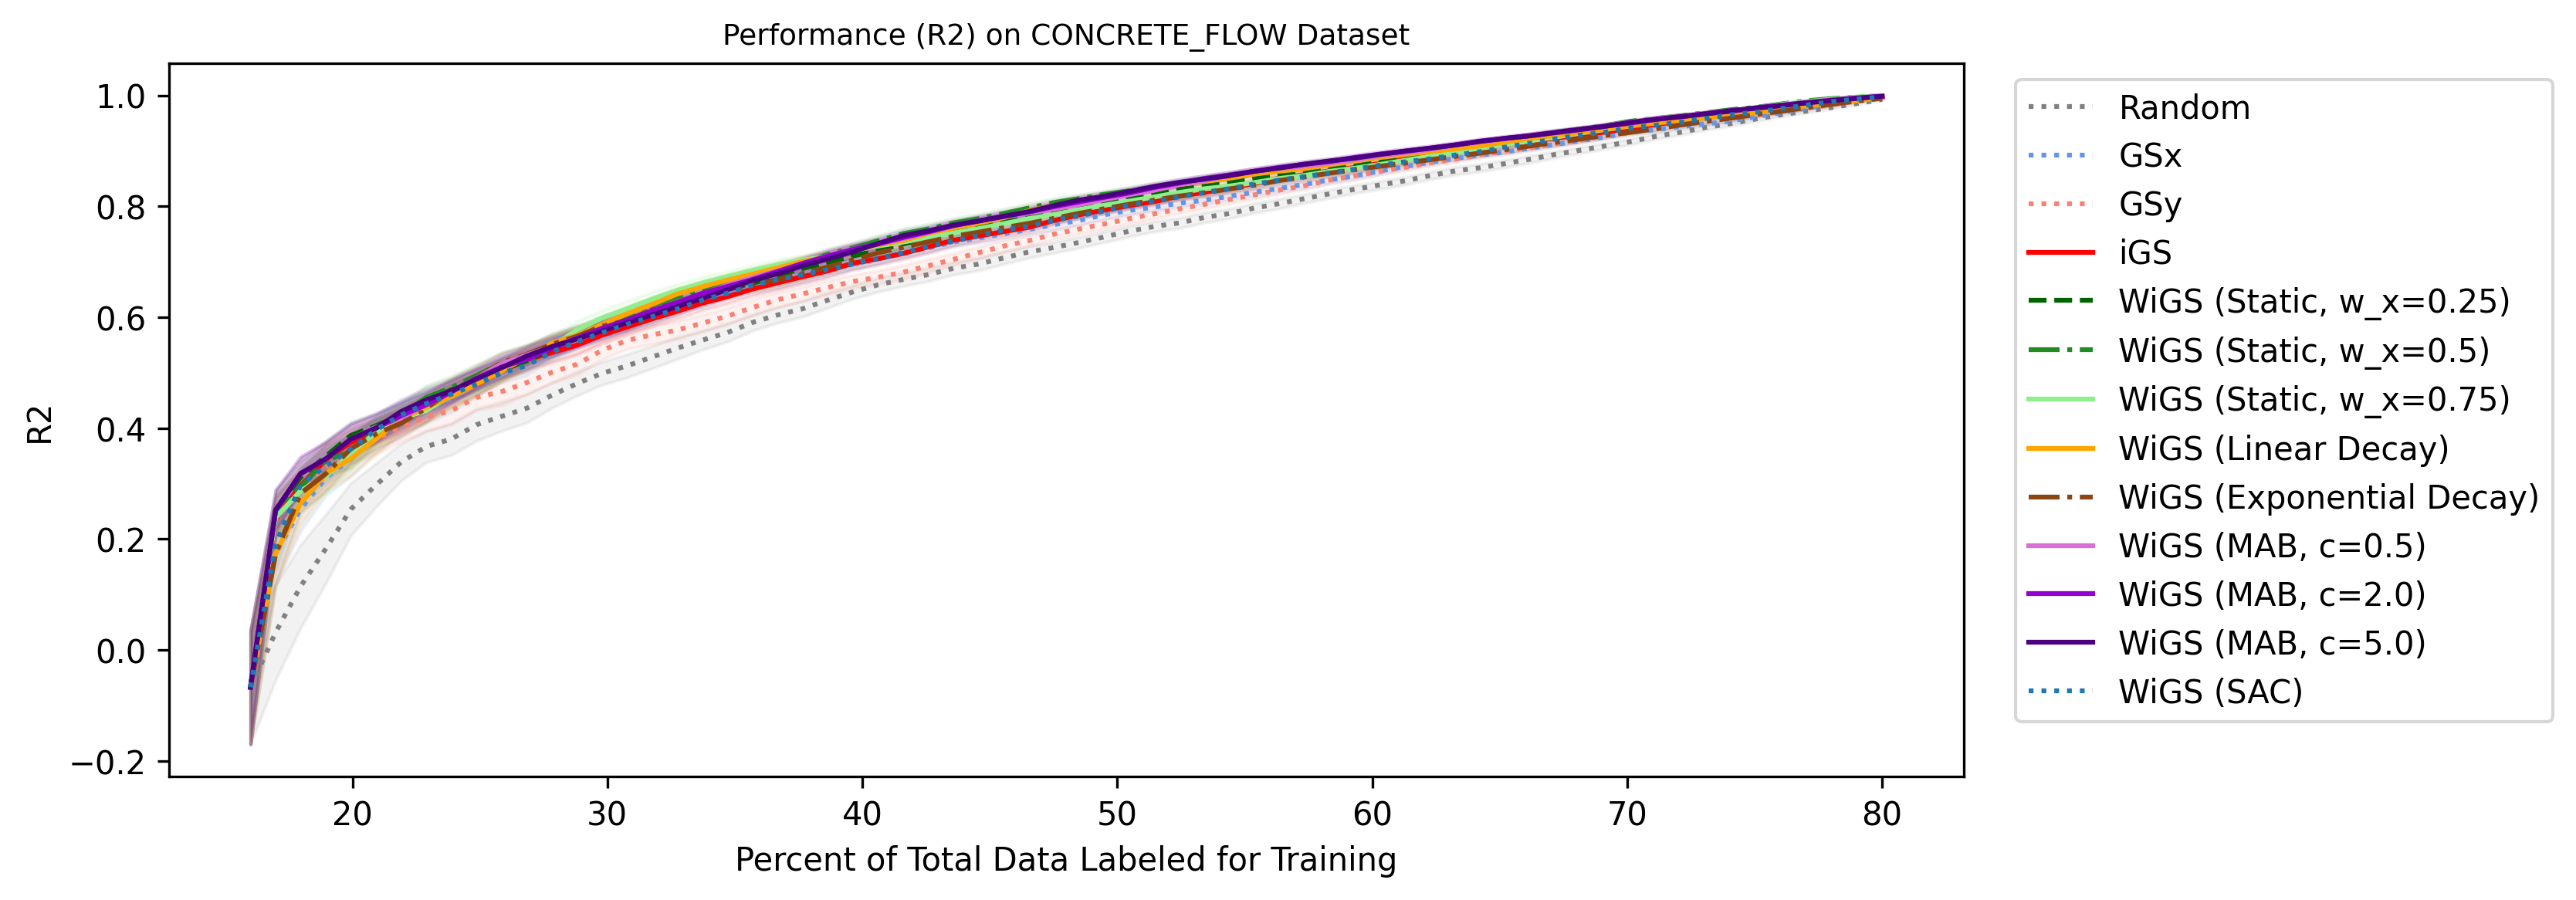 Performance (R2) on CONCRETE_FLOW Dataset
1.0
0.8
0.6
0.4
0.2
0.0
−0.2
R2
20 30 40 50 60 70 80
Percent of Total Data Labeled for Training
Random
GSx
GSy
iGS
WiGS (Static, w_x=0.25)
WiGS (Static, w_x=0.5)
WiGS (Static, w_x=0.75)
WiGS (Linear Decay)
WiGS (Exponential Decay)
WiGS (MAB, c=0.5)
WiGS (MAB, c=2.0)
WiGS (MAB, c=5.0)
WiGS (SAC)